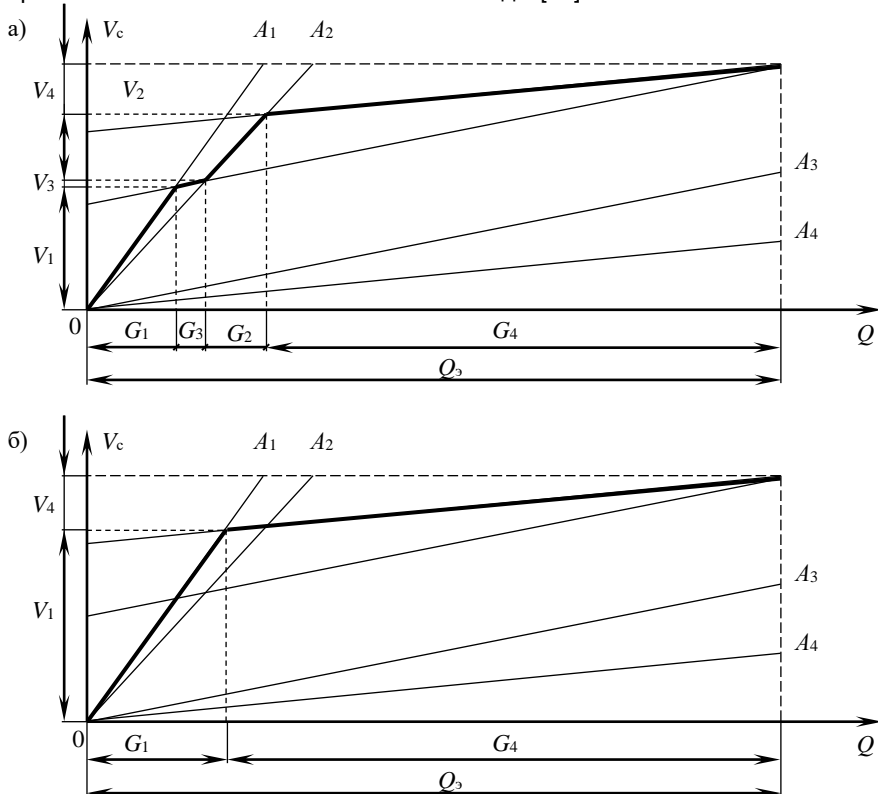 а)
Vс A1 A2
V4 V2
V3
A3
V1
A4
0 G1 G3 G2 G4 Q
Qэ
б)
Vс A1 A2
V4
A3
V1
A4
0 G1 G4 Q
Qэ